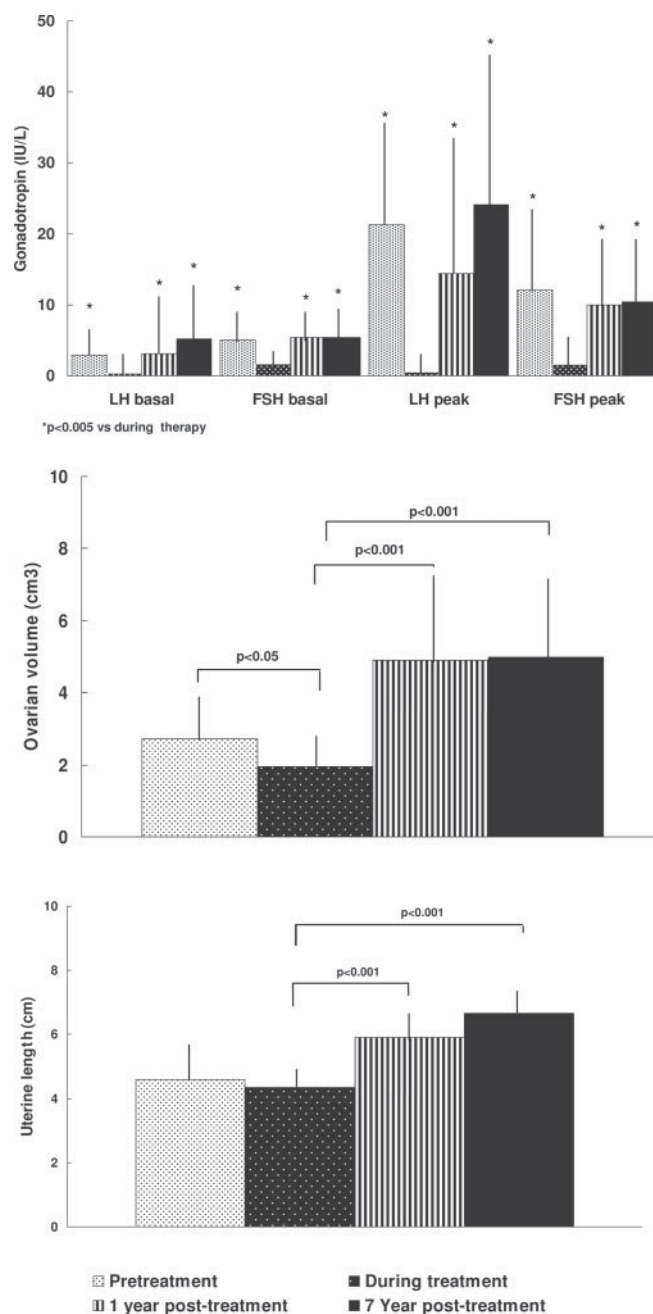 50
40
30
20
10
0
Gonadotropin (IU/L)
* * * * * * * * * * * *
LH basal FSH basal LH peak FSH peak
*p<0.005 vs during therapy
10
8
6
4
2
0
Ovarian volume (cm3)
p<0.001
p<0.001
p<0.05
10
8
6
4
2
0
Uterine length (cm)
p<0.001
p<0.001
Pretreatment During treatment
1 year post-treatment 7 Year post-treatment